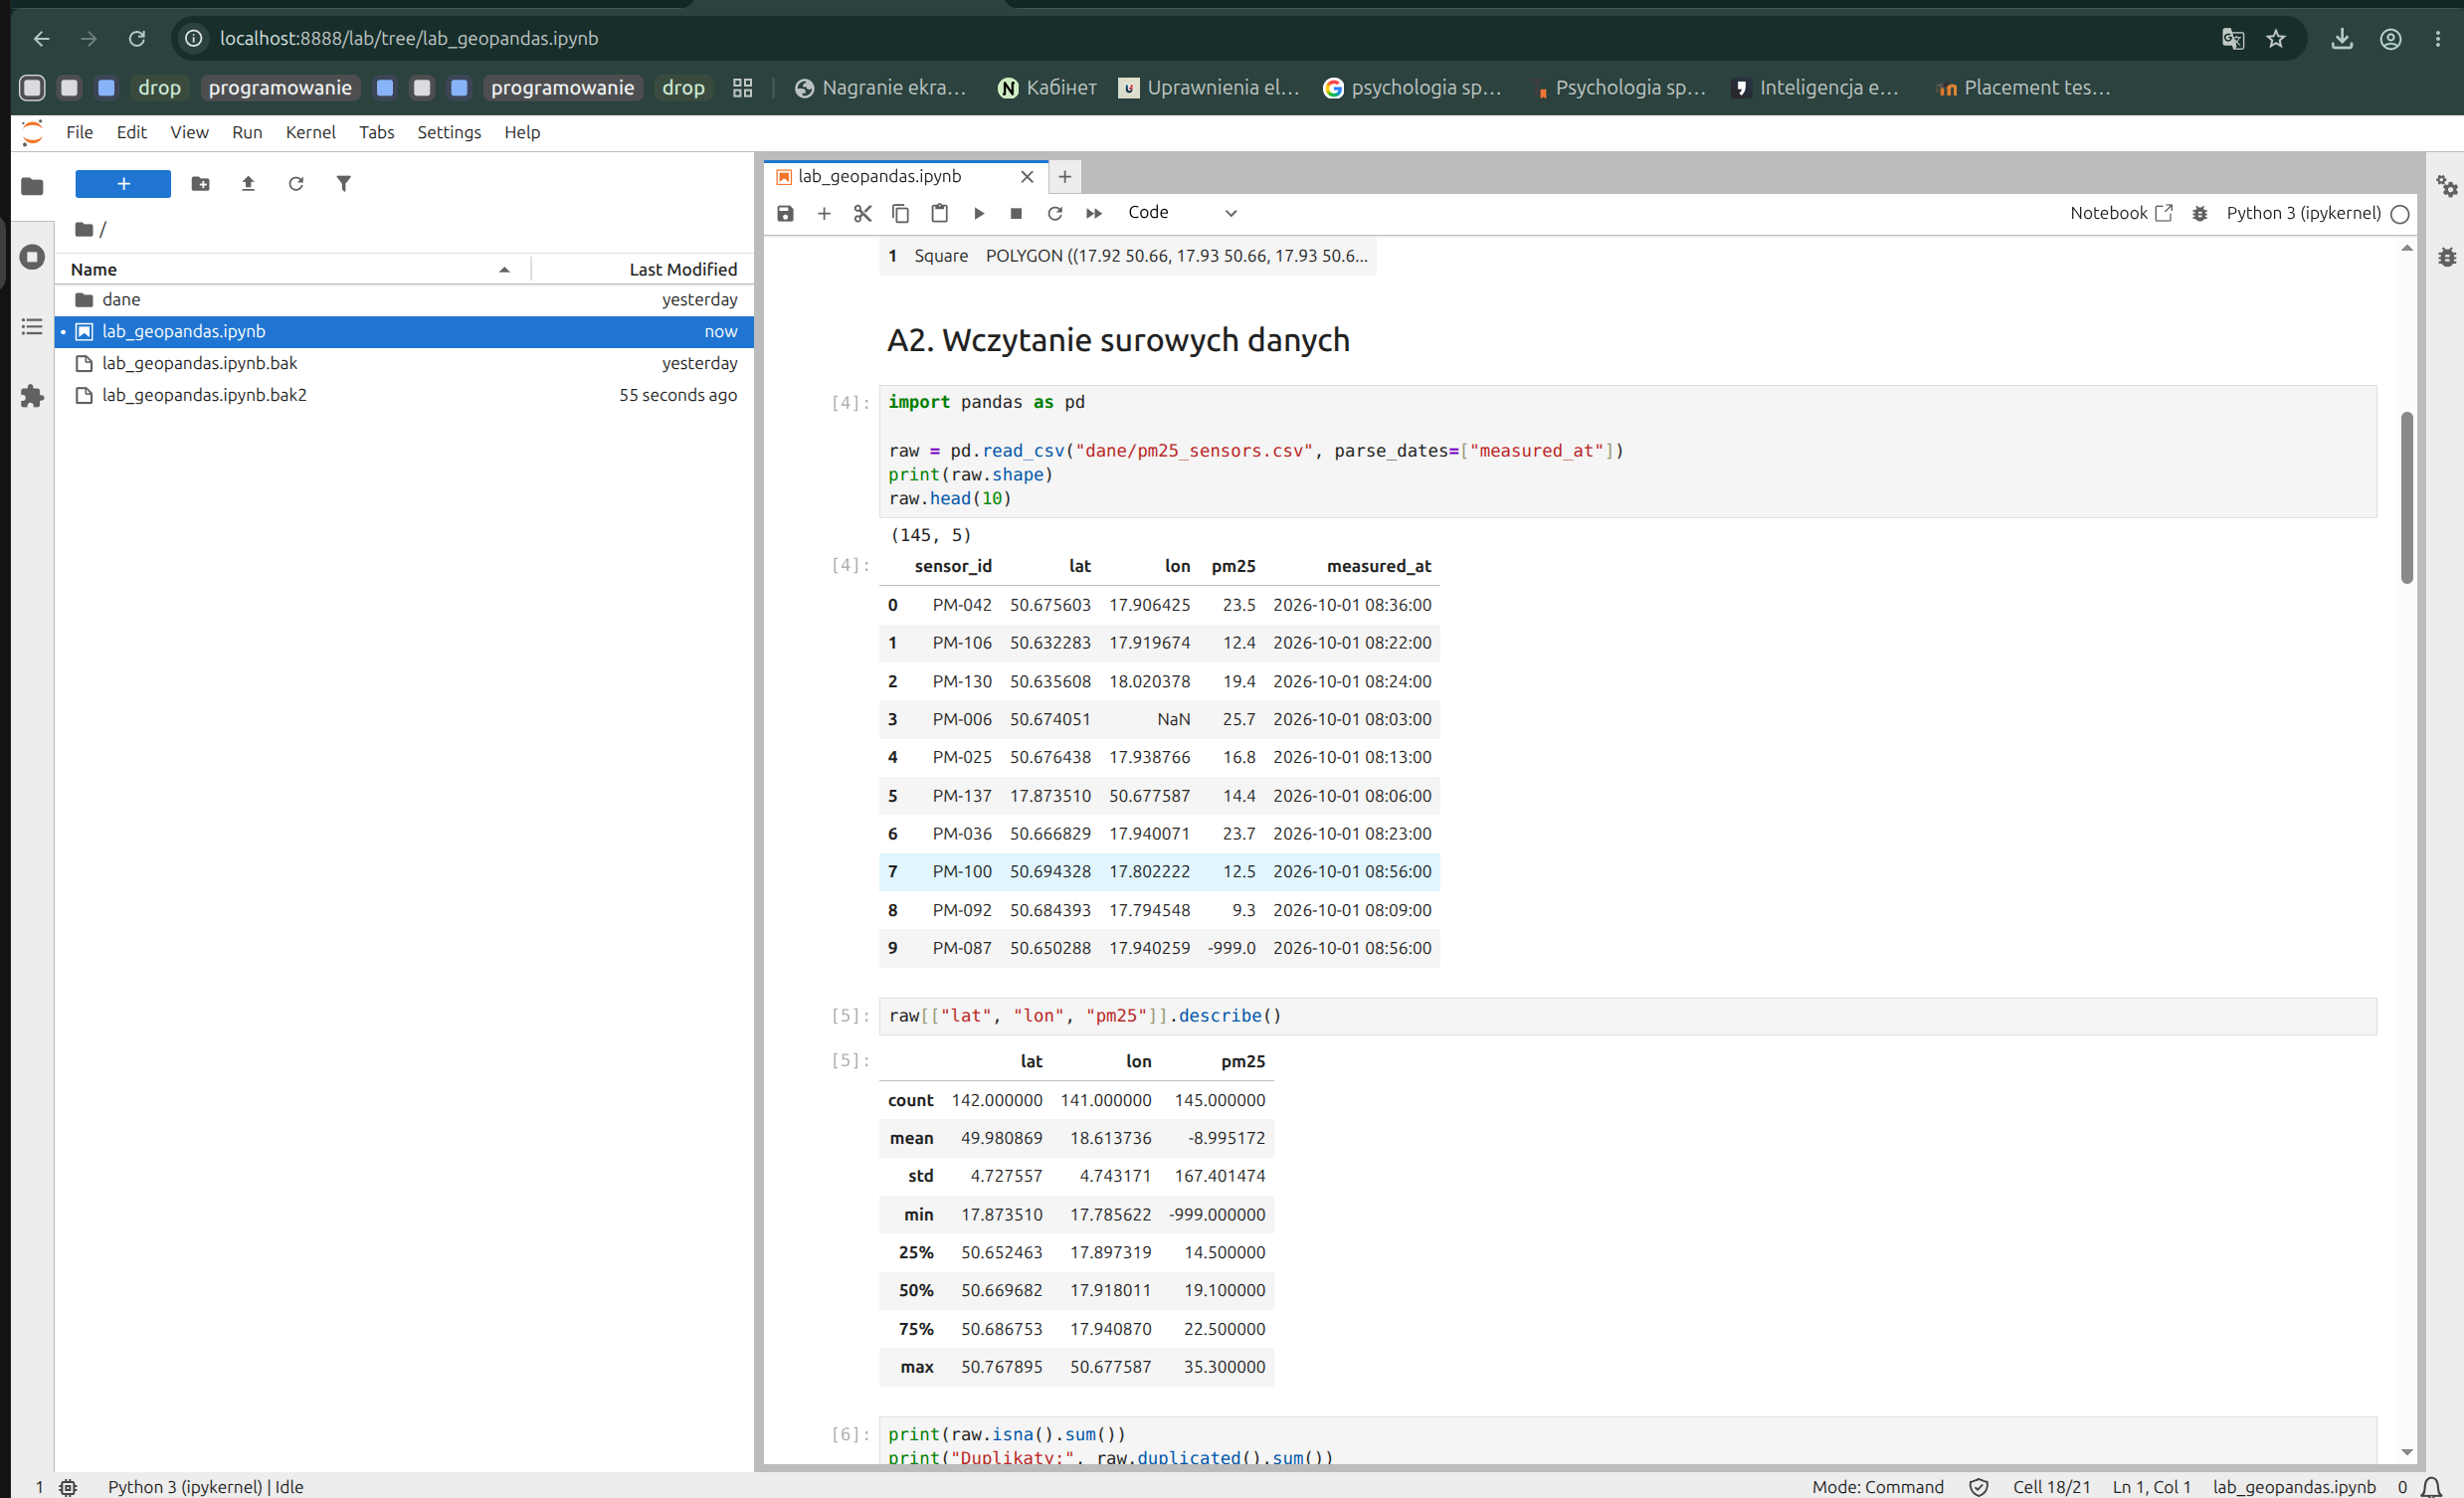 localhost:8888/lab/tree/lab_geopandas.ipynb
drop programowanie programowanie drop Nagranie ekra... Кабінет Uprawnienia el... psychologia sp... Psychologia sp... Inteligencja e... Placement tes...
File Edit View Run Kernel Tabs Settings Help
+
/
Name Last Modified
dane yesterday
lab_geopandas.ipynb now
lab_geopandas.ipynb.bak yesterday
lab_geopandas.ipynb.bak2 55 seconds ago
lab_geopandas.ipynb
Code Notebook Python 3 (ipykernel)
1 Square POLYGON ((17.92 50.66, 17.93 50.66, 17.93 50.6...
A2. Wczytanie surowych danych
[4]: import pandas as pd
raw = pd.read_csv("dane/pm25_sensors.csv", parse_dates=["measured_at"])
print(raw.shape)
raw.head(10)
(145, 5)
[4]: sensor_id lat lon pm25 measured_at
0 PM-042 50.675603 17.906425 23.5 2026-10-01 08:36:00
1 PM-106 50.632283 17.919674 12.4 2026-10-01 08:22:00
2 PM-130 50.635608 18.020378 19.4 2026-10-01 08:24:00
3 PM-006 50.674051 NaN 25.7 2026-10-01 08:03:00
4 PM-025 50.676438 17.938766 16.8 2026-10-01 08:13:00
5 PM-137 17.873510 50.677587 14.4 2026-10-01 08:06:00
6 PM-036 50.666829 17.940071 23.7 2026-10-01 08:23:00
7 PM-100 50.694328 17.802222 12.5 2026-10-01 08:56:00
8 PM-092 50.684393 17.794548 9.3 2026-10-01 08:09:00
9 PM-087 50.650288 17.940259 -999.0 2026-10-01 08:56:00
[5]: raw[["lat", "lon", "pm25"]].describe()
[5]: lat lon pm25
count 142.000000 141.000000 145.000000
mean 49.980869 18.613736 -8.995172
std 4.727557 4.743171 167.401474
min 17.873510 17.785622 -999.000000
25% 50.652463 17.897319 14.500000
50% 50.669682 17.918011 19.100000
75% 50.686753 17.940870 22.500000
max 50.767895 50.677587 35.300000
[6]: print(raw.isna().sum())
print("Duplikaty:", raw.duplicated().sum())
1 Python 3 (ipykernel) | Idle Mode: Command Cell 18/21 Ln 1, Col 1 lab_geopandas.ipynb 0